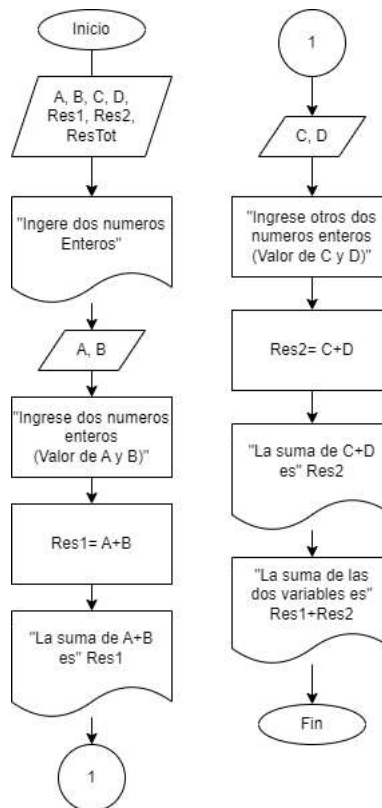 Inicio
A, B, C, D,
Res1, Res2,
ResTot
"Ingere dos numeros
Enteros"
A, B
"Ingrese dos numeros
enteros
(Valor de A y B)"
Res1= A+B
"La suma de A+B
es" Res1
1
1
C, D
"Ingrese otros dos
numeros enteros
(Valor de C y D)"
Res2= C+D
"La suma de C+D
es" Res2
"La suma de las
dos variables es"
Res1+Res2
Fin